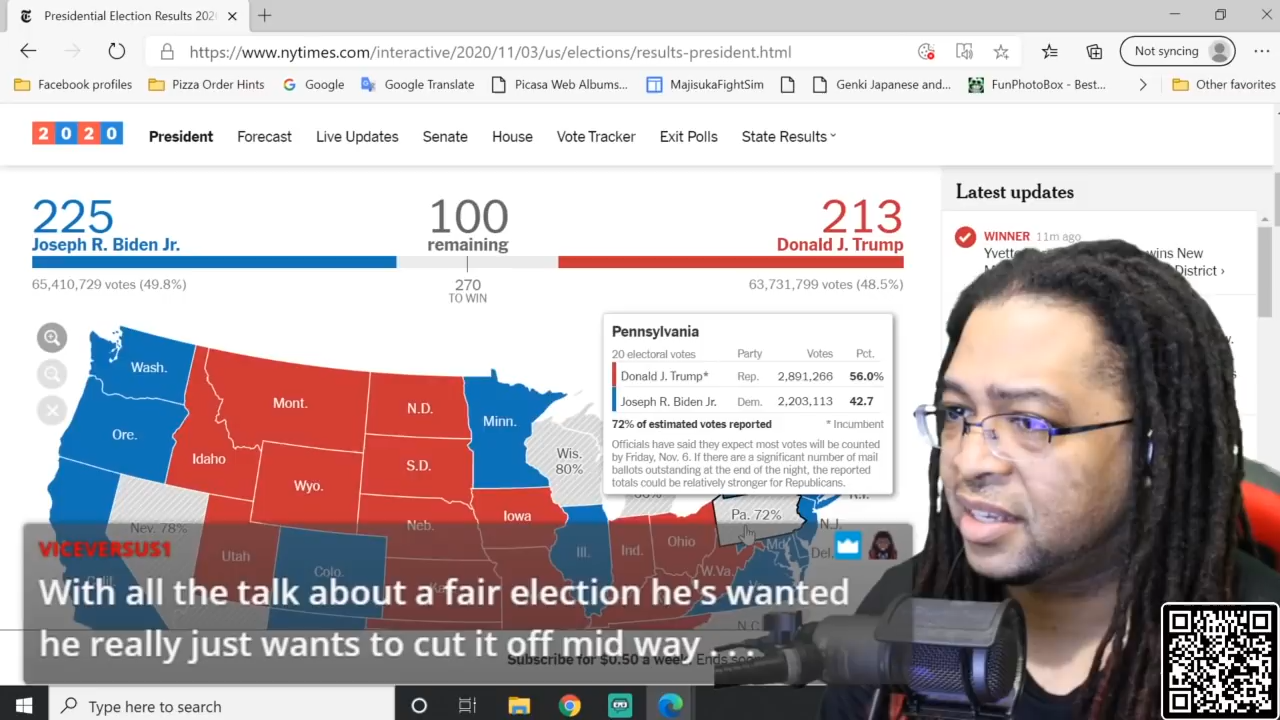 Presidential Election Results 202
https://www.nytimes.com/interactive/2020/11/03/us/elections/results-president.html
Not syncing
Facebook profiles
Pizza Order Hints
Google
Google Translate
Picasa Web Albums...
MajisukaFightSim
Genki Japanese and...
FunPhotoBox - Best...
Other favorites
2020
President
Forecast
Live Updates
Senate
House
Vote Tracker
Exit Polls
State Results
225
Joseph R. Biden Jr.
65,410,729 votes (49.8%)
100
remaining
270
TO WIN
213
Donald J. Trump
63,731,799 votes (48.5%)
Latest updates
WINNER 11m ago
wins New
District ›
Wash.
Ore.
Mont.
Idaho
Wyo.
N.D.
S.D.
Neb.
Minn.
Iowa
Wis.
80%
Nev. 78%
Utah
Colo.
Ill.
Ind.
Ohio
W.Va.
Pa. 72%
N.J.
Del.
Md.
N.C.
Pennsylvania
20 electoral votes Party Votes Pct.
Donald J. Trump* Rep. 2,891,266 56.0%
Joseph R. Biden Jr. Dem. 2,203,113 42.7
72% of estimated votes reported * Incumbent
Officials have said they expect most votes will be counted
by Friday, Nov. 6. If there are a significant number of mail
ballots outstanding at the end of the night, the reported
totals could be relatively stronger for Republicans.
VICEVERSUS1
With all the talk about a fair election he's wanted
he really just wants to cut it off mid way . . .
Subscribe for $0.50 a week. Ends
Type here to search